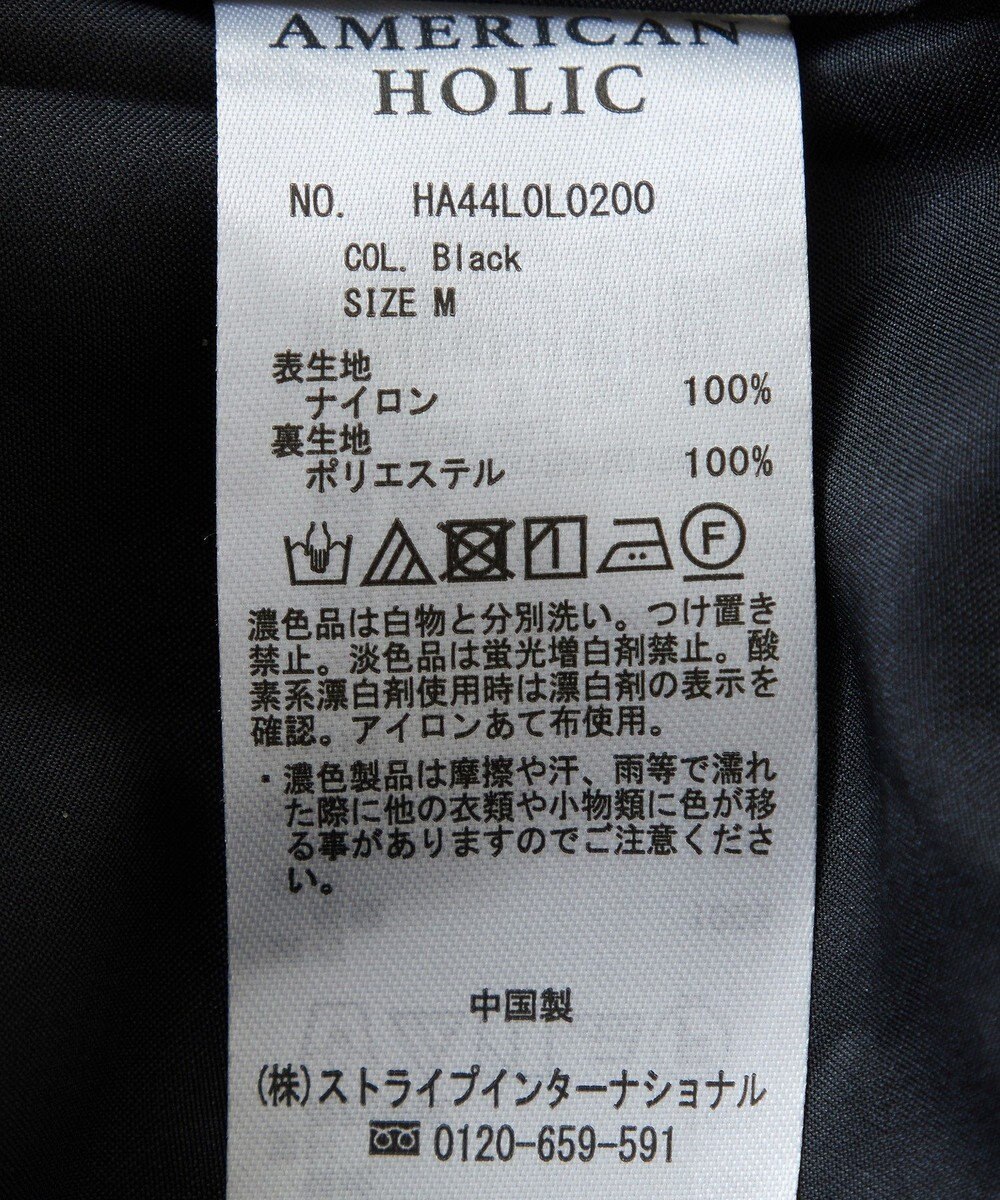 AMERICAN
HOLIC
NO. HA44L0L0200
COL. Black
SIZE M
表生地
ナイロン 100%
裏生地
ポリエステル 100%
F
濃色品は白物と分別洗い。つけ置き
禁止。淡色品は蛍光増白剤禁止。酸
素系漂白剤使用時は漂白剤の表示を
確認。アイロンあて布使用。
・濃色製品は摩擦や汗、雨等で濡れ
た際に他の衣類や小物類に色が移
る事がありますのでご注意くださ
い。
中国製
(株)ストライプインターナショナル
0120-659-591